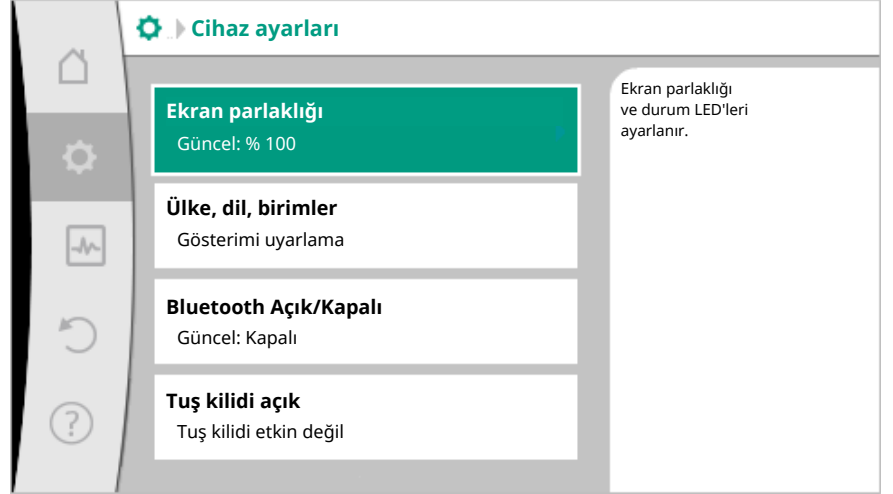 Cihaz ayarları
Ekran parlaklığı
Güncel: % 100
Ülke, dil, birimler
Gösterimi uyarlama
Bluetooth Açık/Kapalı
Güncel: Kapalı
Tuş kilidi açık
Tuş kilidi etkin değil
Ekran parlaklığı
ve durum LED'leri
ayarlanır.